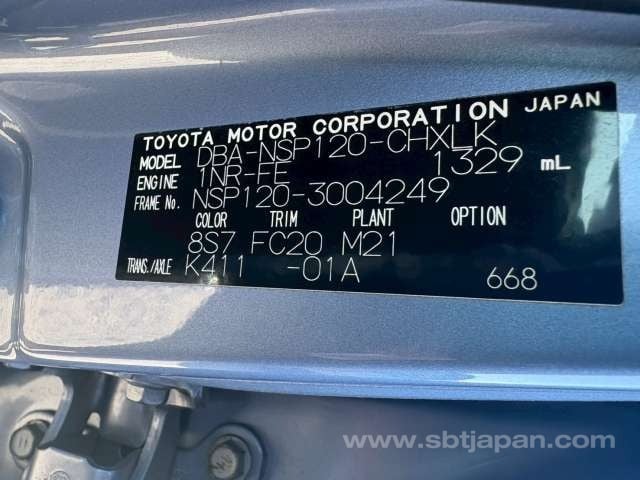 TOYOTA MOTOR CORPORATION JAPAN
MODEL DBA-NSP120-CHXLK
ENGINE 1NR-FE 1329 mL
FRAME No. NSP120-3004249
COLOR TRIM PLANT OPTION
8S7 FC20 M21
TRANS./AXLE K411 -01A 668
www.sbtjapan.com